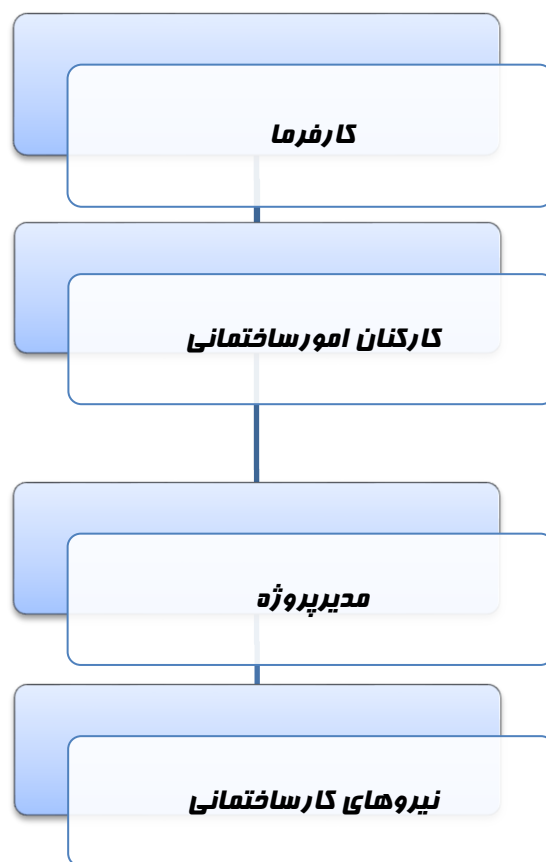 کارفرما
کارکنان امورساختمانی
مدیرپروژه
نیروهای کارساختمانی